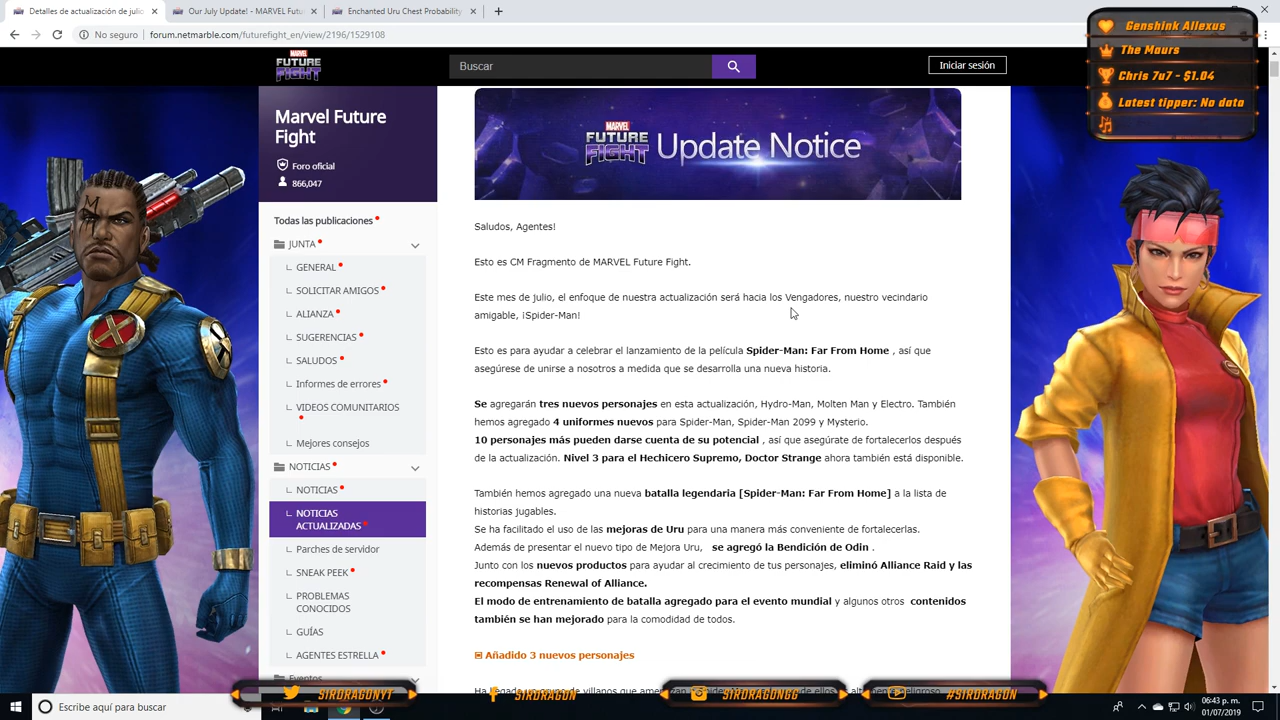 Detalles de actualización de julio
Our July Update! - MARVEL Futur
Enchanted Uru Chest Probability
No seguro
forum.netmarble.com/futurefight_en/view/2196/1529108
Genshink Allexus
The Maurs
Chris 7u7 - $1.04
Latest tipper: No data
MARVEL
FUTURE
FIGHT
Buscar
Iniciar sesión
Marvel Future
Fight
Foro oficial
866,047
Todas las publicaciones
JUNTA
GENERAL
SOLICITAR AMIGOS
ALIANZA
SUGERENCIAS
SALUDOS
Informes de errores
VIDEOS COMUNITARIOS
Mejores consejos
NOTICIAS
NOTICIAS
NOTICIAS
ACTUALIZADAS
Parches de servidor
SNEAK PEEK
PROBLEMAS
CONOCIDOS
GUÍAS
AGENTES ESTRELLA
Eventos
MARVEL
FUTURE
FIGHT
Update Notice
Saludos, Agentes!
Esto es CM Fragmento de MARVEL Future Fight.
Este mes de julio, el enfoque de nuestra actualización será hacia los Vengadores, nuestro vecindario
amigable, ¡Spider-Man!
Esto es para ayudar a celebrar el lanzamiento de la película Spider-Man: Far From Home , así que
asegúrese de unirse a nosotros a medida que se desarrolla una nueva historia.
Se agregarán tres nuevos personajes en esta actualización, Hydro-Man, Molten Man y Electro. También
hemos agregado 4 uniformes nuevos para Spider-Man, Spider-Man 2099 y Mysterio.
10 personajes más pueden darse cuenta de su potencial , así que asegúrate de fortalecerlos después
de la actualización. Nivel 3 para el Hechicero Supremo, Doctor Strange ahora también está disponible.
También hemos agregado una nueva batalla legendaria [Spider-Man: Far From Home] a la lista de
historias jugables.
Se ha facilitado el uso de las mejoras de Uru para una manera más conveniente de fortalecerlas.
Además de presentar el nuevo tipo de Mejora Uru, se agregó la Bendición de Odin .
Junto con los nuevos productos para ayudar al crecimiento de tus personajes, eliminó Alliance Raid y las
recompensas Renewal of Alliance.
El modo de entrenamiento de batalla agregado para el evento mundial y algunos otros contenidos
también se han mejorado para la comodidad de todos.
Añadido 3 nuevos personajes
SIRDRAGONYT
SIRDRAGON
SIRDRAGONGG
#SIRDRAGON
Escribe aquí para buscar
06:43 p. m.
01/07/2019